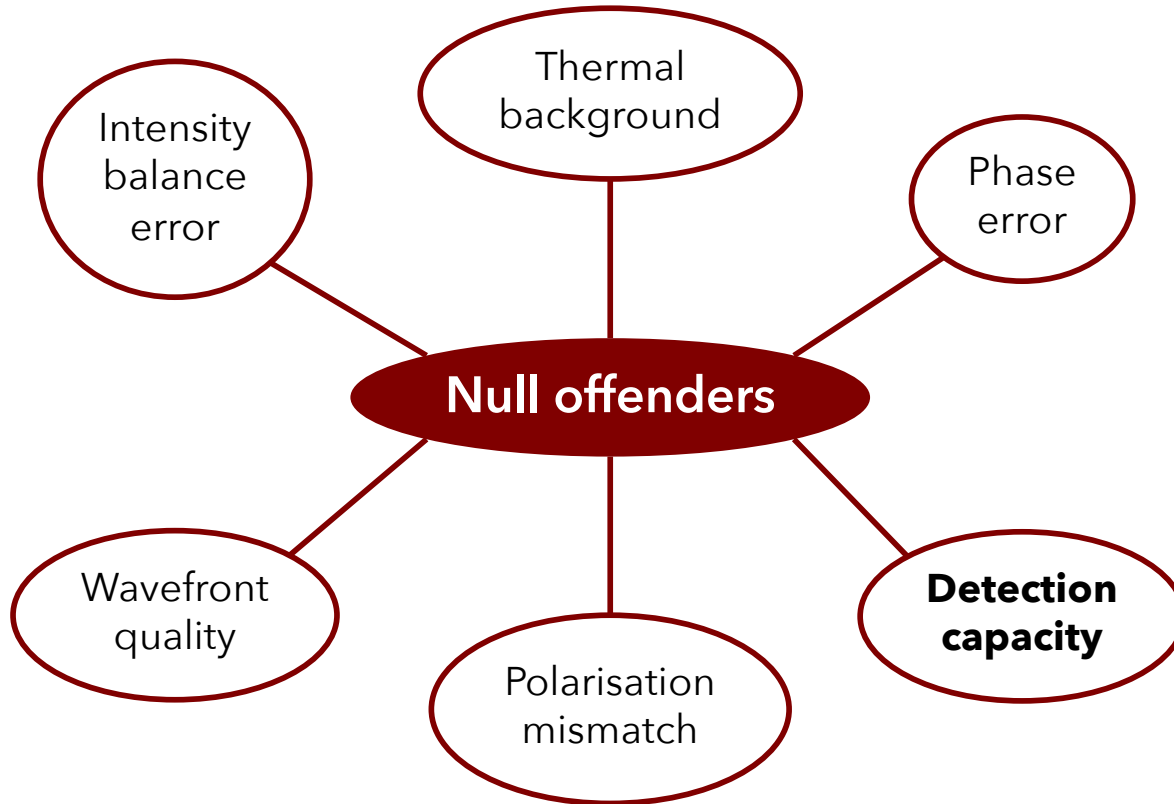 Thermal
background
Intensity
balance
error
Phase
error
Null offenders
Wavefront
quality
Detection
capacity
Polarisation
mismatch